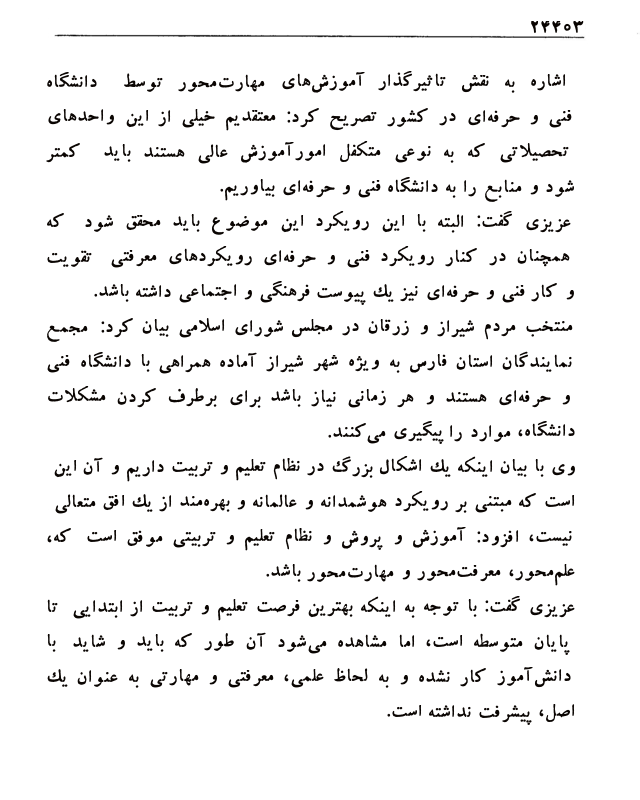 ۲۴۴۰۳
اشاره به نقش تاثیرگذار آموزش‌های مهارت‌محور توسط دانشگاه
فنی و حرفه‌ای در کشور تصریح کرد: معتقدیم خیلی از این واحدهای
تحصیلاتی که به نوعی متکفل امورآموزش عالی هستند باید کمتر
شود و منابع را به دانشگاه فنی و حرفه‌ای بیاوریم.
عزیزی گفت: البته با این رویکرد این موضوع باید محقق شود که
همچنان در کنار رویکرد فنی و حرفه‌ای رویکردهای معرفتی تقویت
و کار فنی و حرفه‌ای نیز یك پیوست فرهنگی و اجتماعی داشته باشد.
منتخب مردم شیراز و زرقان در مجلس شورای اسلامی بیان کرد: مجمع
نمایندگان استان فارس به ویژه شهر شیراز آماده همراهی با دانشگاه فنی
و حرفه‌ای هستند و هر زمانی نیاز باشد برای برطرف کردن مشکلات
دانشگاه، موارد را پیگیری می‌کنند.
وی با بیان اینکه یك اشکال بزرگ در نظام تعلیم و تربیت داریم و آن این
است که مبتنی بر رویکرد هوشمدانه و عالمانه و بهره‌مند از یك افق متعالی
نیست، افزود: آموزش و پروش و نظام تعلیم و تربیتی موفق است که،
علم‌محور، معرفت‌محور و مهارت‌محور باشد.
عزیزی گفت: با توجه به اینکه بهترین فرصت تعلیم و تربیت از ابتدایی تا
پایان متوسطه است، اما مشاهده می‌شود آن طور که باید و شاید با
دانش‌آموز کار نشده و به لحاظ علمی، معرفتی و مهارتی به عنوان یك
اصل، پیشرفت نداشته است.